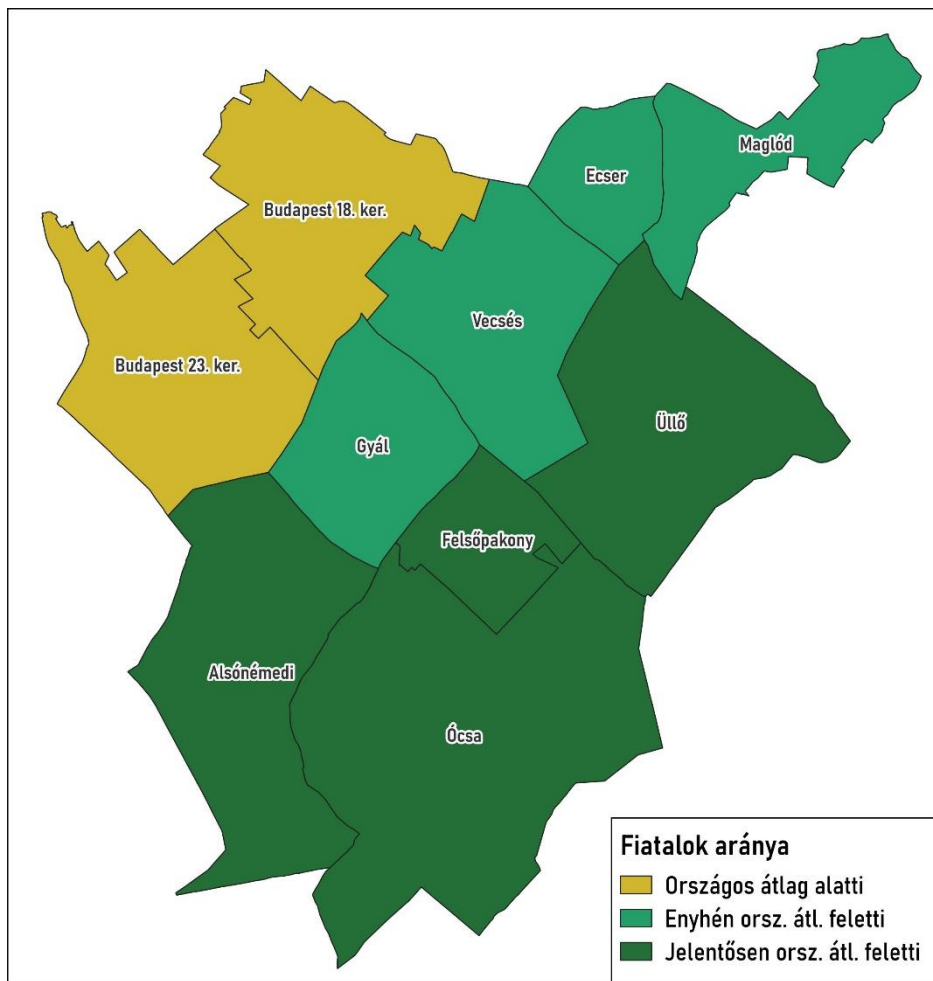 Maglód
Ecser
Budapest 18. ker.
Vecsés
Budapest 23. ker.
Üllő
Gyál
Felsőpakony
Alsónémedi
Ócsa
Fiatalok aránya
Országos átlag alatti
Enyhén orsz. átl. feletti
Jelentősen orsz. átl. feletti